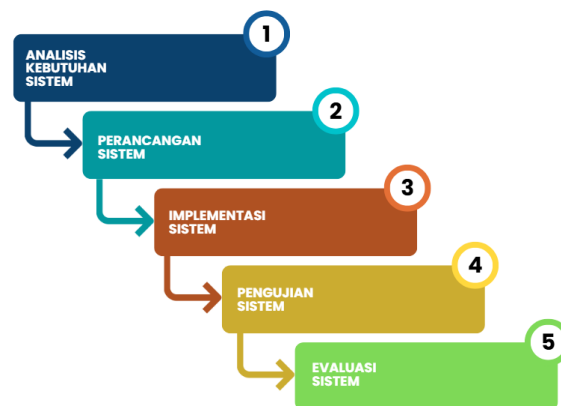 1
ANALISIS
KEBUTUHAN
SISTEM
2
PERANCANGAN
SISTEM
3
IMPLEMENTASI
SISTEM
4
PENGUJIAN
SISTEM
5
EVALUASI
SISTEM